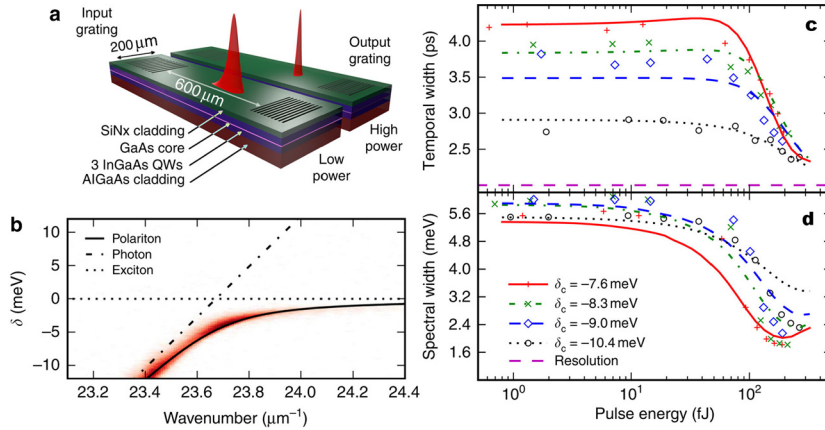 a
Input
grating
200 μm
600 μm
Output
grating
SiNx cladding
GaAs core
3 InGaAs QWs
AlGaAs cladding
Low
power
High
power
b
Polariton
Photon
Exciton
δ (meV)
5
0
−5
−10
23.2 23.4 23.6 23.8 24.0 24.2 24.4
Wavenumber (μm⁻¹)
c
Temporal width (ps)
4.0
3.5
3.0
2.5
d
Spectral width (meV)
5.6
4.8
4.0
3.2
2.4
1.6
δc = −7.6 meV
δc = −8.3 meV
δc = −9.0 meV
δc = −10.4 meV
Resolution
10⁰ 10¹ 10²
Pulse energy (fJ)